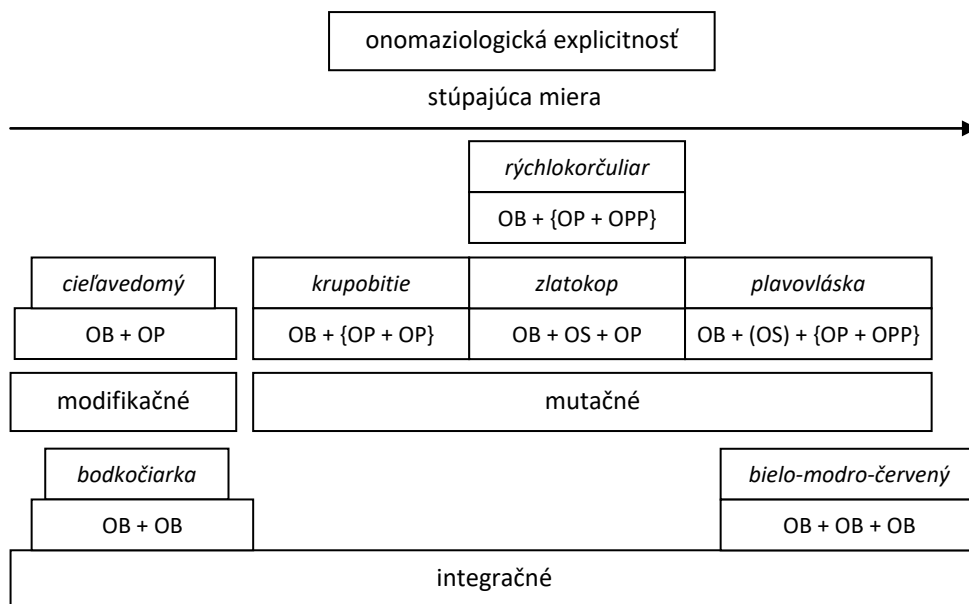 onomaziologická explicitnosť
stúpajúca miera
rýchlokorčuliar
OB + {OP + OPP}
cieľavedomý
krupobitie
zlatokop
plavovláska
OB + OP
OB + {OP + OP}
OB + OS + OP
OB + (OS) + {OP + OPP}
modifikačné
mutačné
bodkočiarka
bielo-modro-červený
OB + OB
OB + OB + OB
integračné